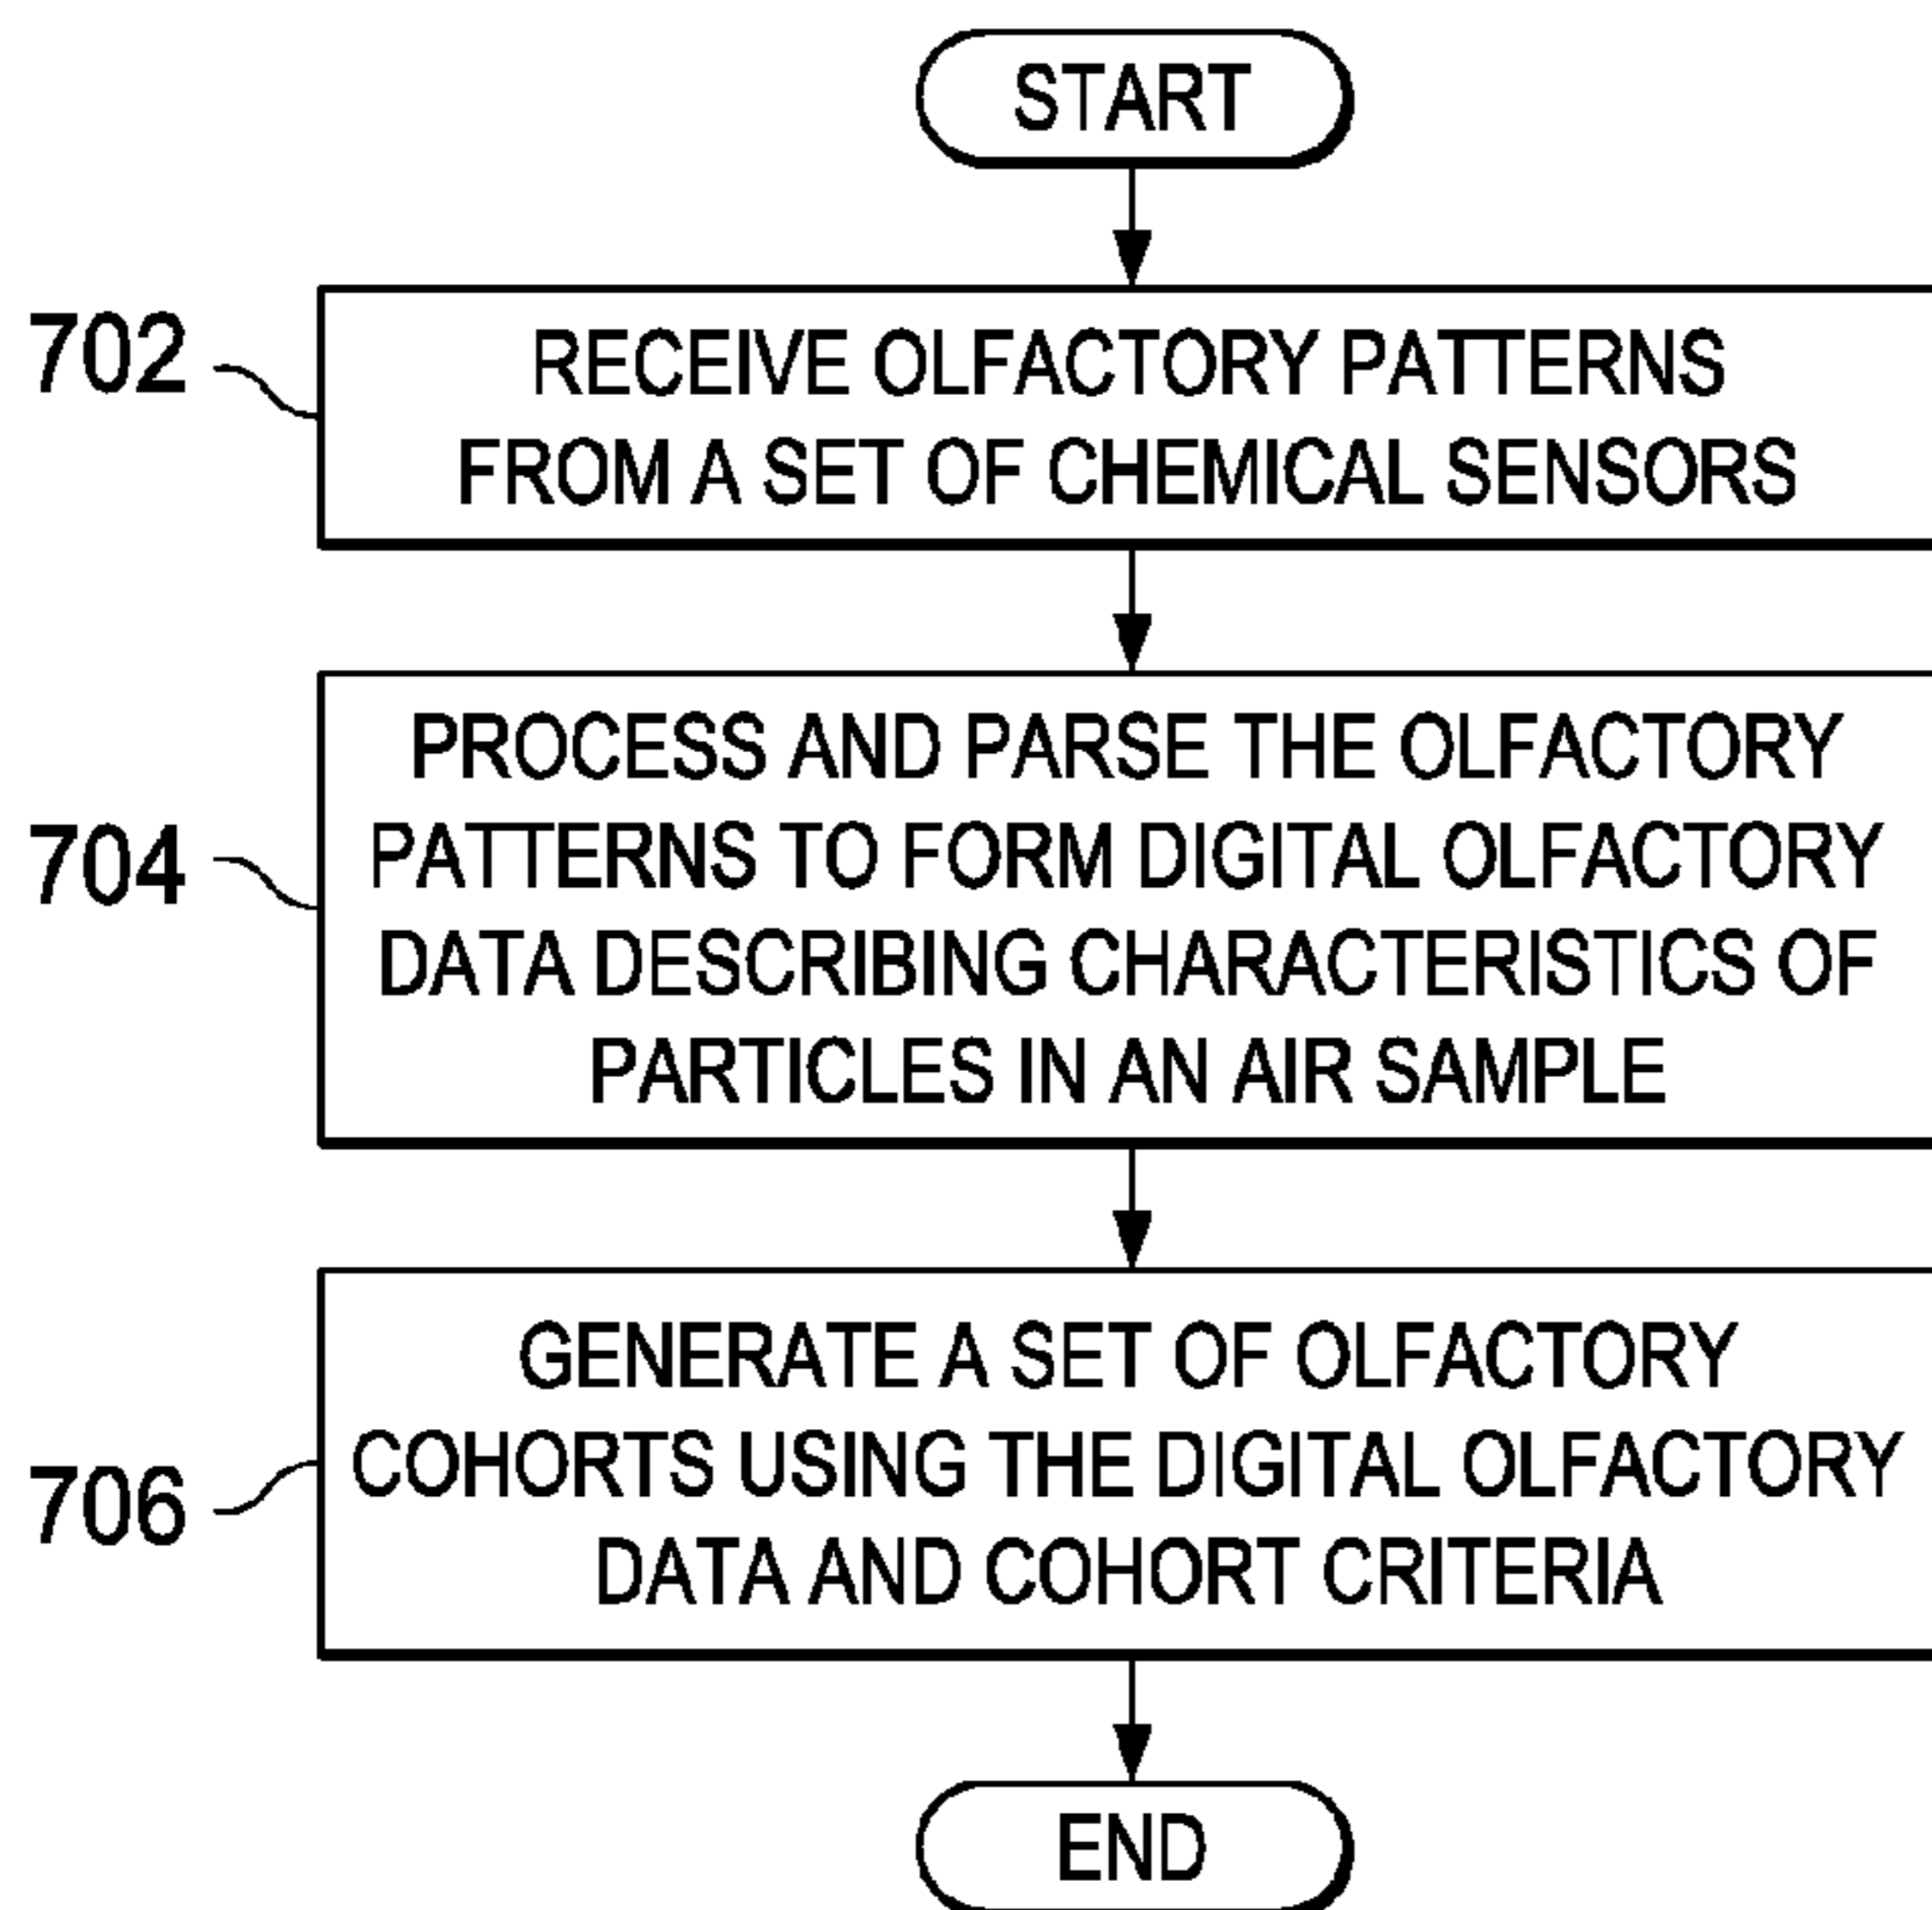 START
702
RECEIVE OLFACTORY PATTERNS
FROM A SET OF CHEMICAL SENSORS
704
PROCESS AND PARSE THE OLFACTORY
PATTERNS TO FORM DIGITAL OLFACTORY
DATA DESCRIBING CHARACTERISTICS OF
PARTICLES IN AN AIR SAMPLE
706
GENERATE A SET OF OLFACTORY
COHORTS USING THE DIGITAL OLFACTORY
DATA AND COHORT CRITERIA
END